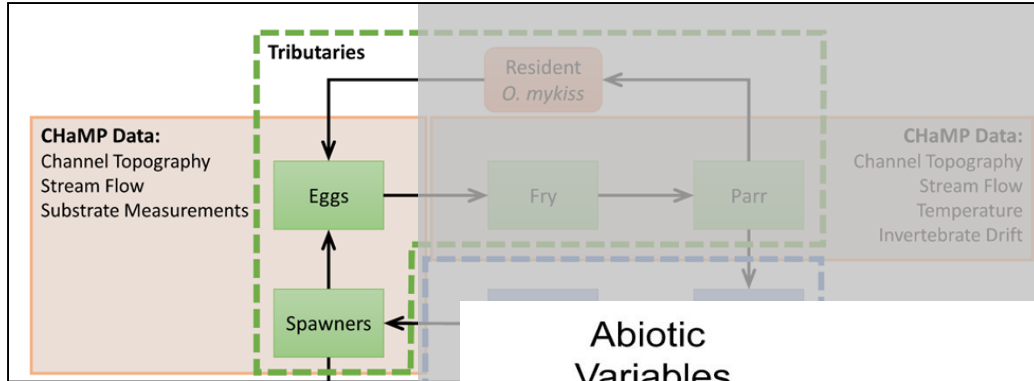 Tributaries
Resident
O. mykiss
CHaMP Data:
Channel Topography
Stream Flow
Substrate Measurements
CHaMP Data:
Channel Topography
Stream Flow
Temperature
Invertebrate Drift
Eggs
Fry
Parr
Spawners
Abiotic
Variables